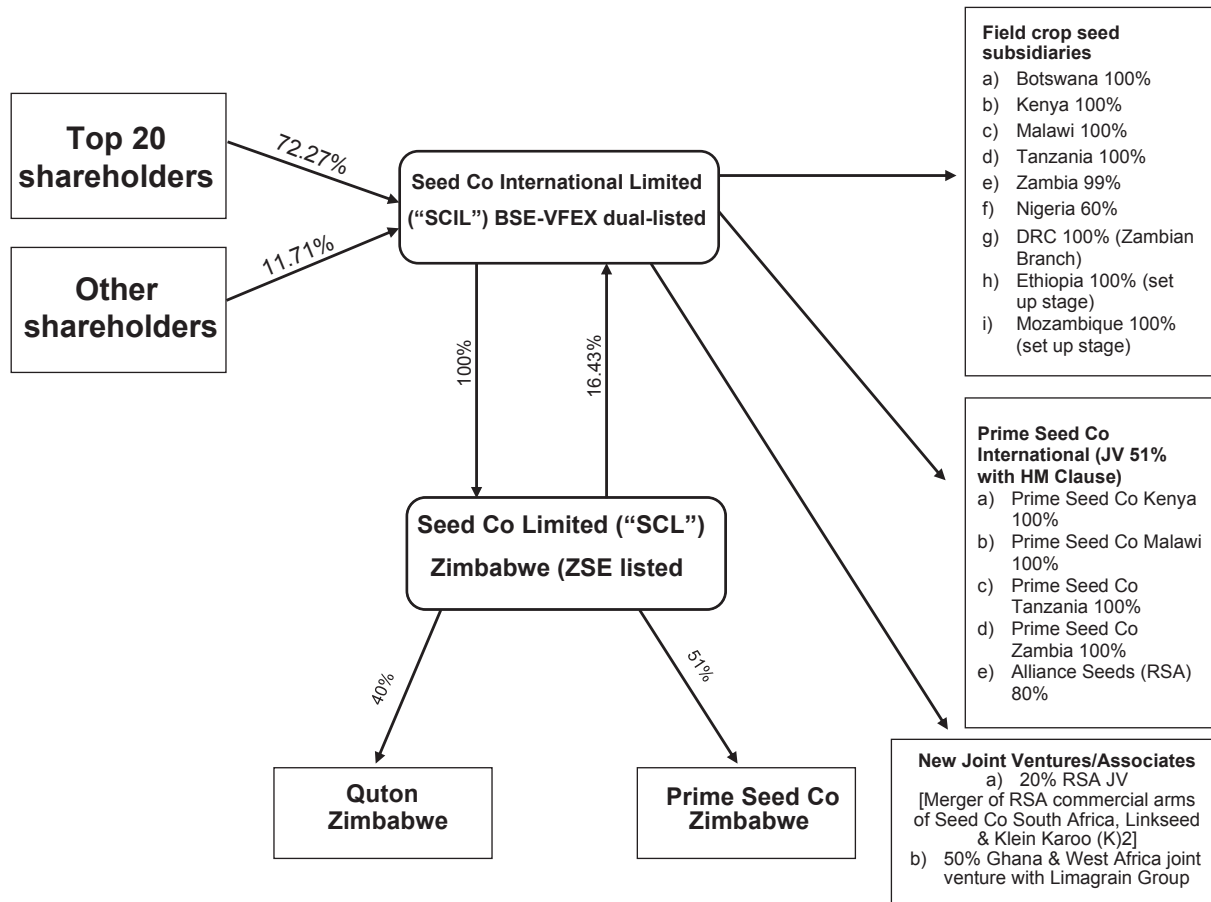 Top 20
shareholders
Other
shareholders
72.27%
11.71%
Seed Co International Limited
(“SCIL”) BSE-VFEX dual-listed
100%
16.43%
Seed Co Limited (“SCL”)
Zimbabwe (ZSE listed
40%
51%
Quton
Zimbabwe
Prime Seed Co
Zimbabwe
Field crop seed
subsidiaries
a) Botswana 100%
b) Kenya 100%
c) Malawi 100%
d) Tanzania 100%
e) Zambia 99%
f) Nigeria 60%
g) DRC 100% (Zambian
Branch)
h) Ethiopia 100% (set
up stage)
i) Mozambique 100%
(set up stage)
Prime Seed Co
International (JV 51%
with HM Clause)
a) Prime Seed Co Kenya
100%
b) Prime Seed Co Malawi
100%
c) Prime Seed Co
Tanzania 100%
d) Prime Seed Co
Zambia 100%
e) Alliance Seeds (RSA)
80%
New Joint Ventures/Associates
a) 20% RSA JV
[Merger of RSA commercial arms
of Seed Co South Africa, Linkseed
& Klein Karoo (K)2]
b) 50% Ghana & West Africa joint
venture with Limagrain Group